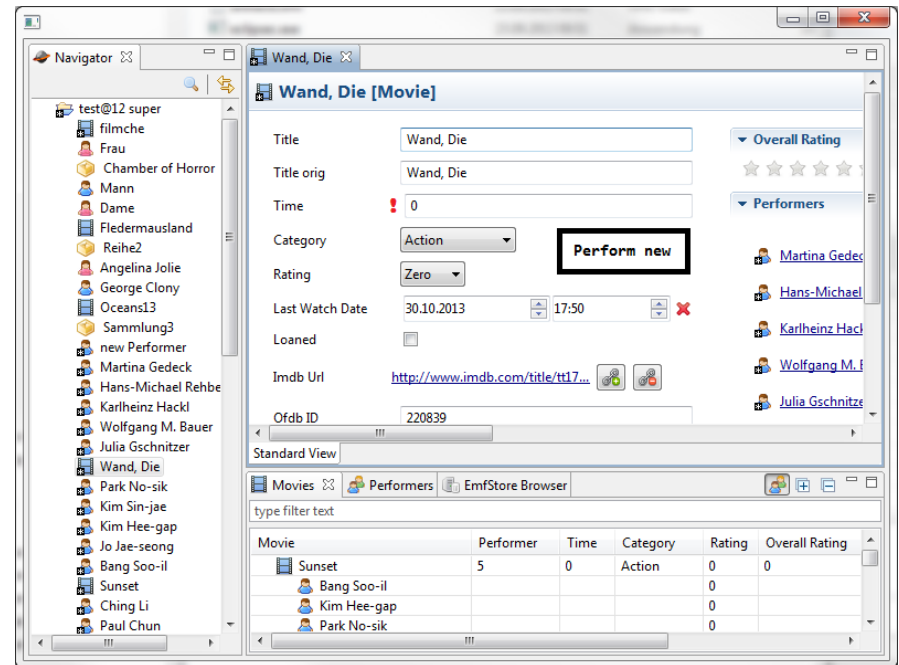 Navigator
test@12 super
filmche
Frau
Chamber of Horror
Mann
Dame
Fledermausland
Reihe2
Angelina Jolie
George Clony
Oceans13
Sammlung3
new Performer
Martina Gedeck
Hans-Michael Rehbe
Karlheinz Hackl
Wolfgang M. Bauer
Julia Gschnitzer
Wand, Die
Park No-sik
Kim Sin-jae
Kim Hee-gap
Jo Jae-seong
Bang Soo-il
Sunset
Ching Li
Paul Chun
Wand, Die
Wand, Die [Movie]
Title Wand, Die
Title orig Wand, Die
Time 0
Category Action
Rating Zero
Last Watch Date 30.10.2013 17:50
Loaned
Imdb Url http://www.imdb.com/title/tt17...
Ofdb ID 220839
Perform new
Overall Rating
Performers
Martina Gedec
Hans-Michael
Karlheinz Hack
Wolfgang M.
Julia Gschnitze
Standard View
Movies Performers EmfStore Browser
type filter text
Movie Performer Time Category Rating Overall Rating
Sunset 5 0 Action 0 0
Bang Soo-il 0
Kim Hee-gap 0
Park No-sik 0